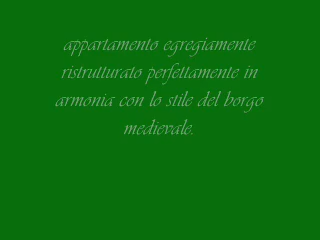 appartamento egregiamente
ristrutturato perfettamente in
armonia con lo stile del borgo
medievale.